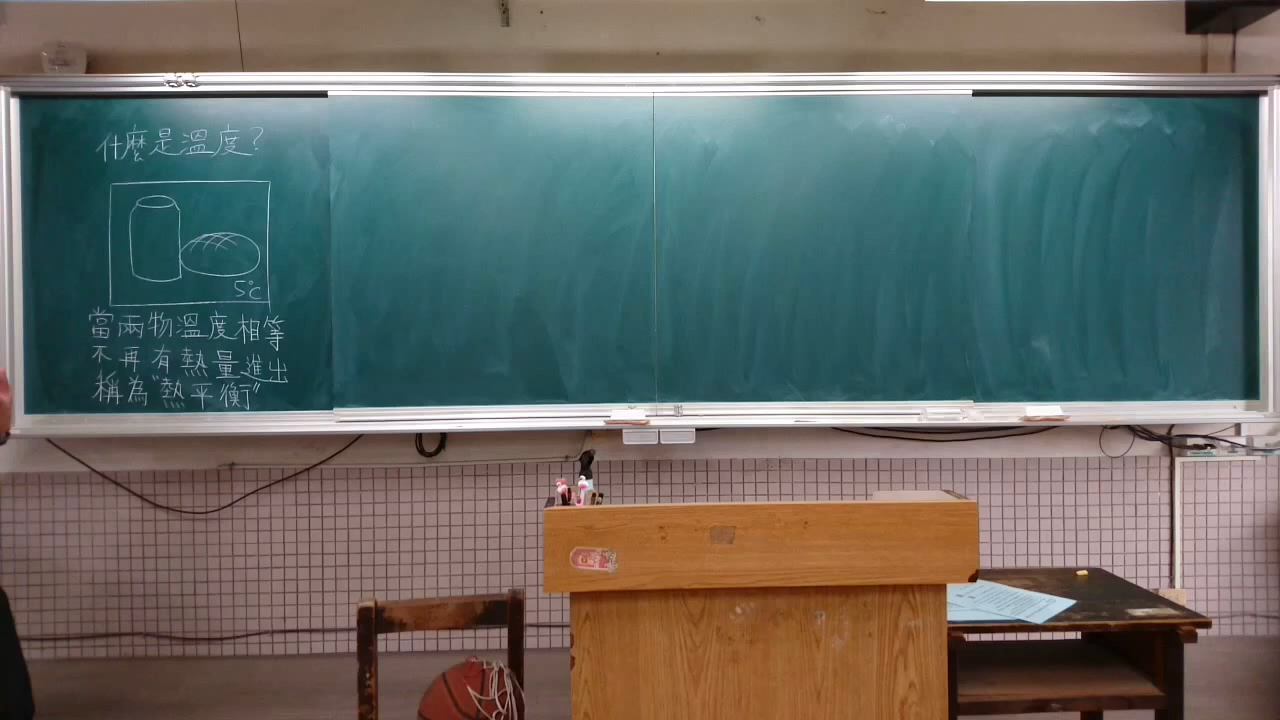 什麼是溫度?
5°C
當兩物溫度相等
不再有熱量進出
稱為"熱平衡"